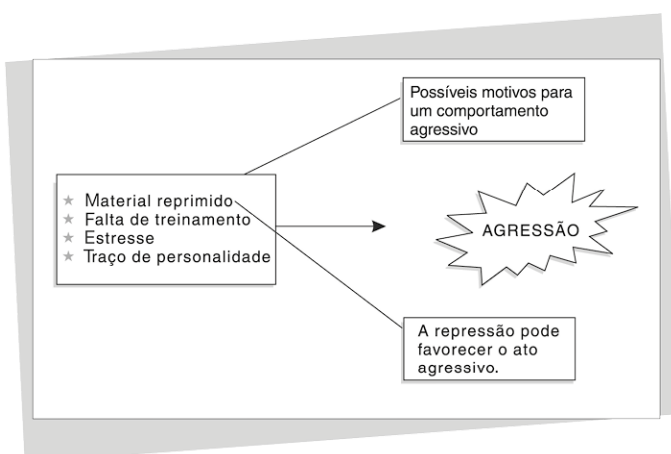 Possíveis motivos para
um comportamento
agressivo
Material reprimido
Falta de treinamento
Estresse
Traço de personalidade
AGRESSÃO
A repressão pode
favorecer o ato
agressivo.